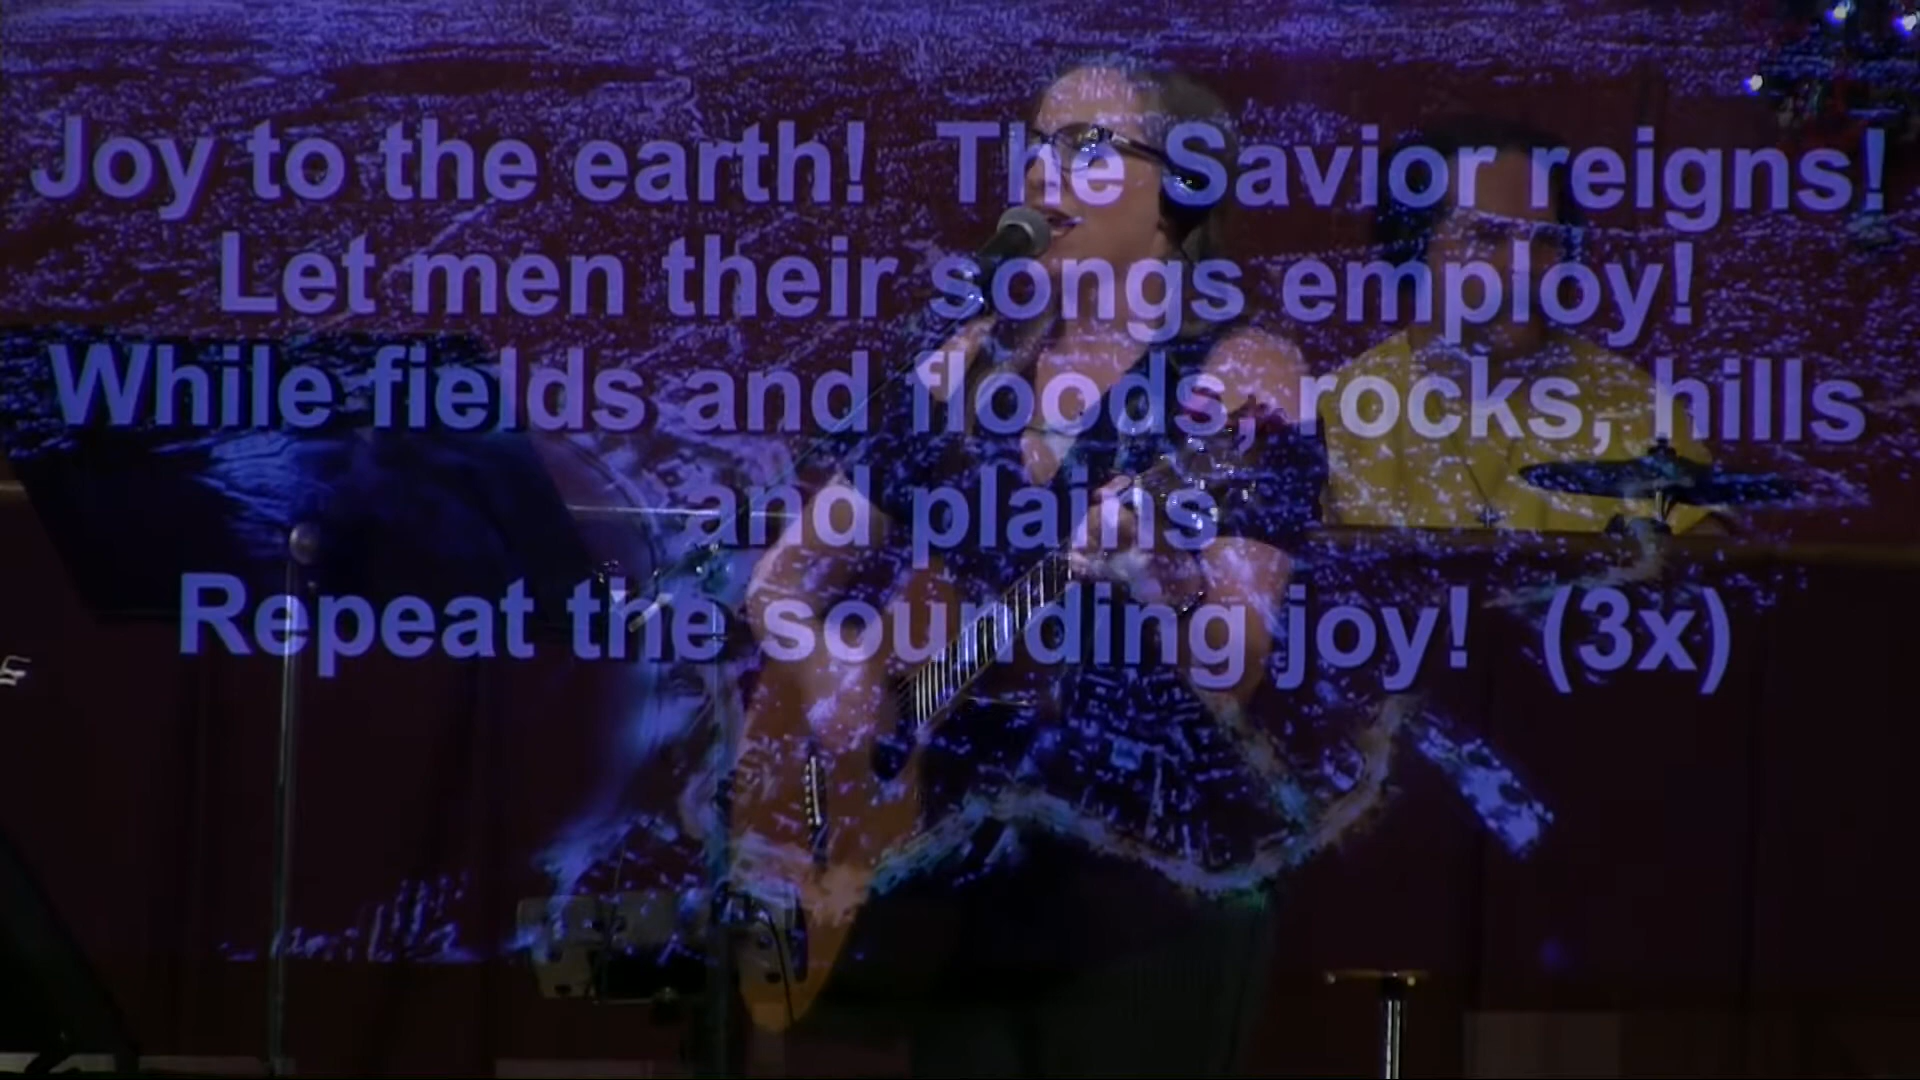 Joy to the earth!  The Savior reigns!
Let men their songs employ!
While fields and floods, rocks, hills
and plains
Repeat the sounding joy!  (3x)